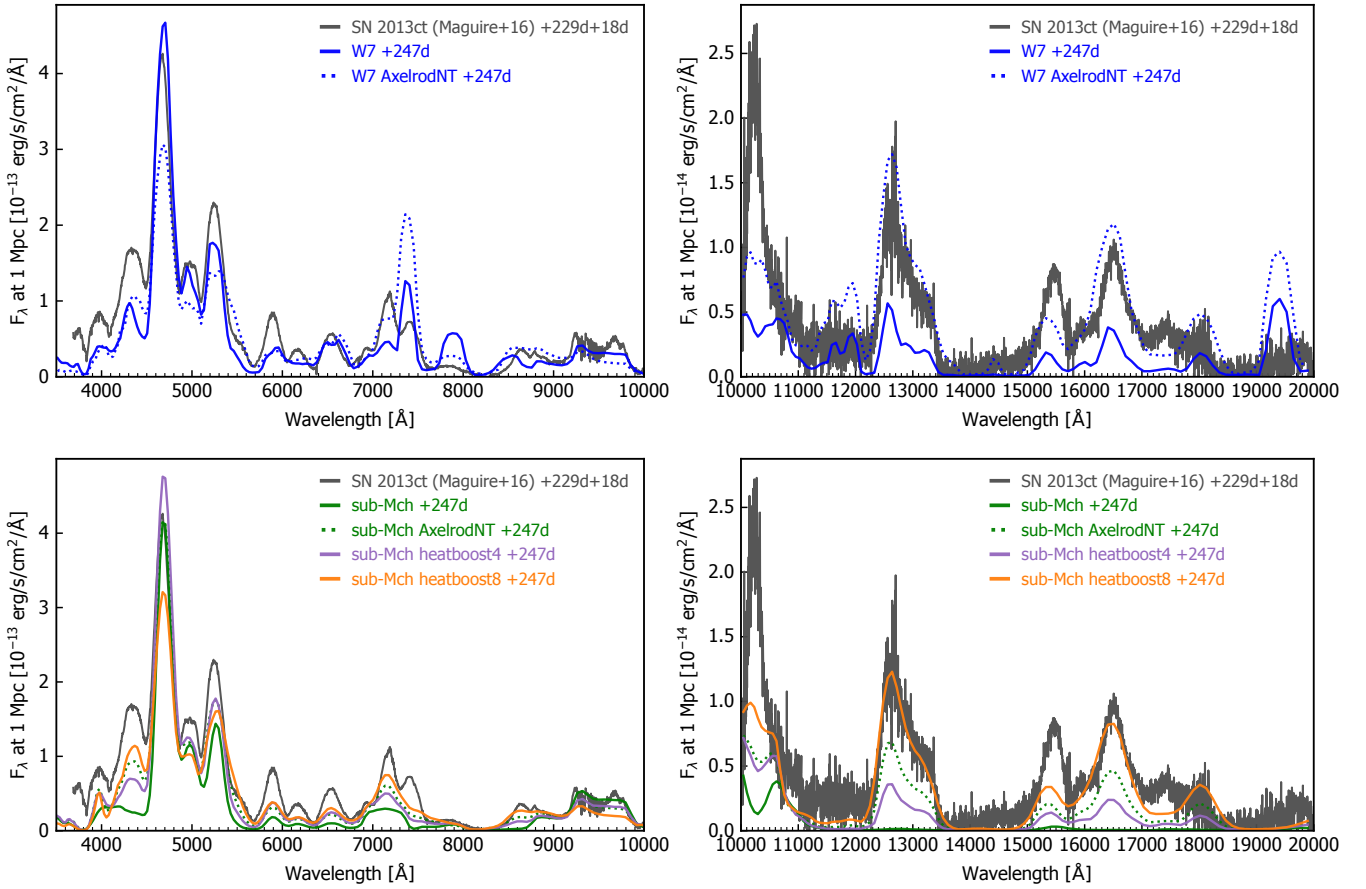 SN 2013ct (Maguire+16) +229d+18d
W7 +247d
W7 AxelrodNT +247d
F_λ at 1 Mpc [10⁻¹³ erg/s/cm²/Å]
4
3
2
1
0
4000 5000 6000 7000 8000 9000 10000
Wavelength [Å]
SN 2013ct (Maguire+16) +229d+18d
W7 +247d
W7 AxelrodNT +247d
F_λ at 1 Mpc [10⁻¹⁴ erg/s/cm²/Å]
2.5
2.0
1.5
1.0
0.5
0.0
10000 11000 12000 13000 14000 15000 16000 17000 18000 19000 20000
Wavelength [Å]
SN 2013ct (Maguire+16) +229d+18d
sub-Mch +247d
sub-Mch AxelrodNT +247d
sub-Mch heatboost4 +247d
sub-Mch heatboost8 +247d
F_λ at 1 Mpc [10⁻¹³ erg/s/cm²/Å]
4
3
2
1
0
4000 5000 6000 7000 8000 9000 10000
Wavelength [Å]
SN 2013ct (Maguire+16) +229d+18d
sub-Mch +247d
sub-Mch AxelrodNT +247d
sub-Mch heatboost4 +247d
sub-Mch heatboost8 +247d
F_λ at 1 Mpc [10⁻¹⁴ erg/s/cm²/Å]
2.5
2.0
1.5
1.0
0.5
0.0
10000 11000 12000 13000 14000 15000 16000 17000 18000 19000 20000
Wavelength [Å]